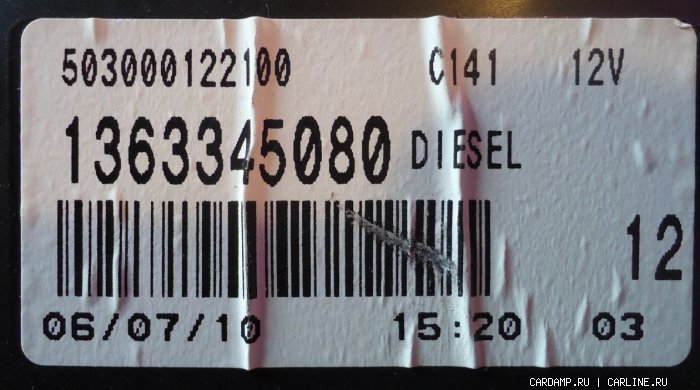 503000122100 C141 12V
1363345080 DIESEL
12
06/07/10 15:20 03
CARDAMP.RU | CARLINE.RU